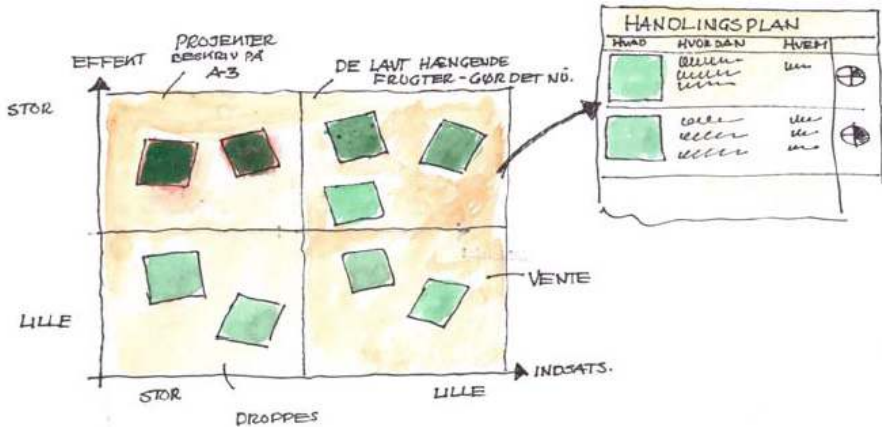 EFFEKT
PROJEKTER
BESKRIV PÅ
A-3
DE LAVT HÆNGENDE
FRUGTER-GØR DET NÛ.
STOR
LILLE
VENTE
STOR
LILLE
INDSATS.
DROPPES
HANDLINGSPLAN
HVAD HVORDAN HVEM